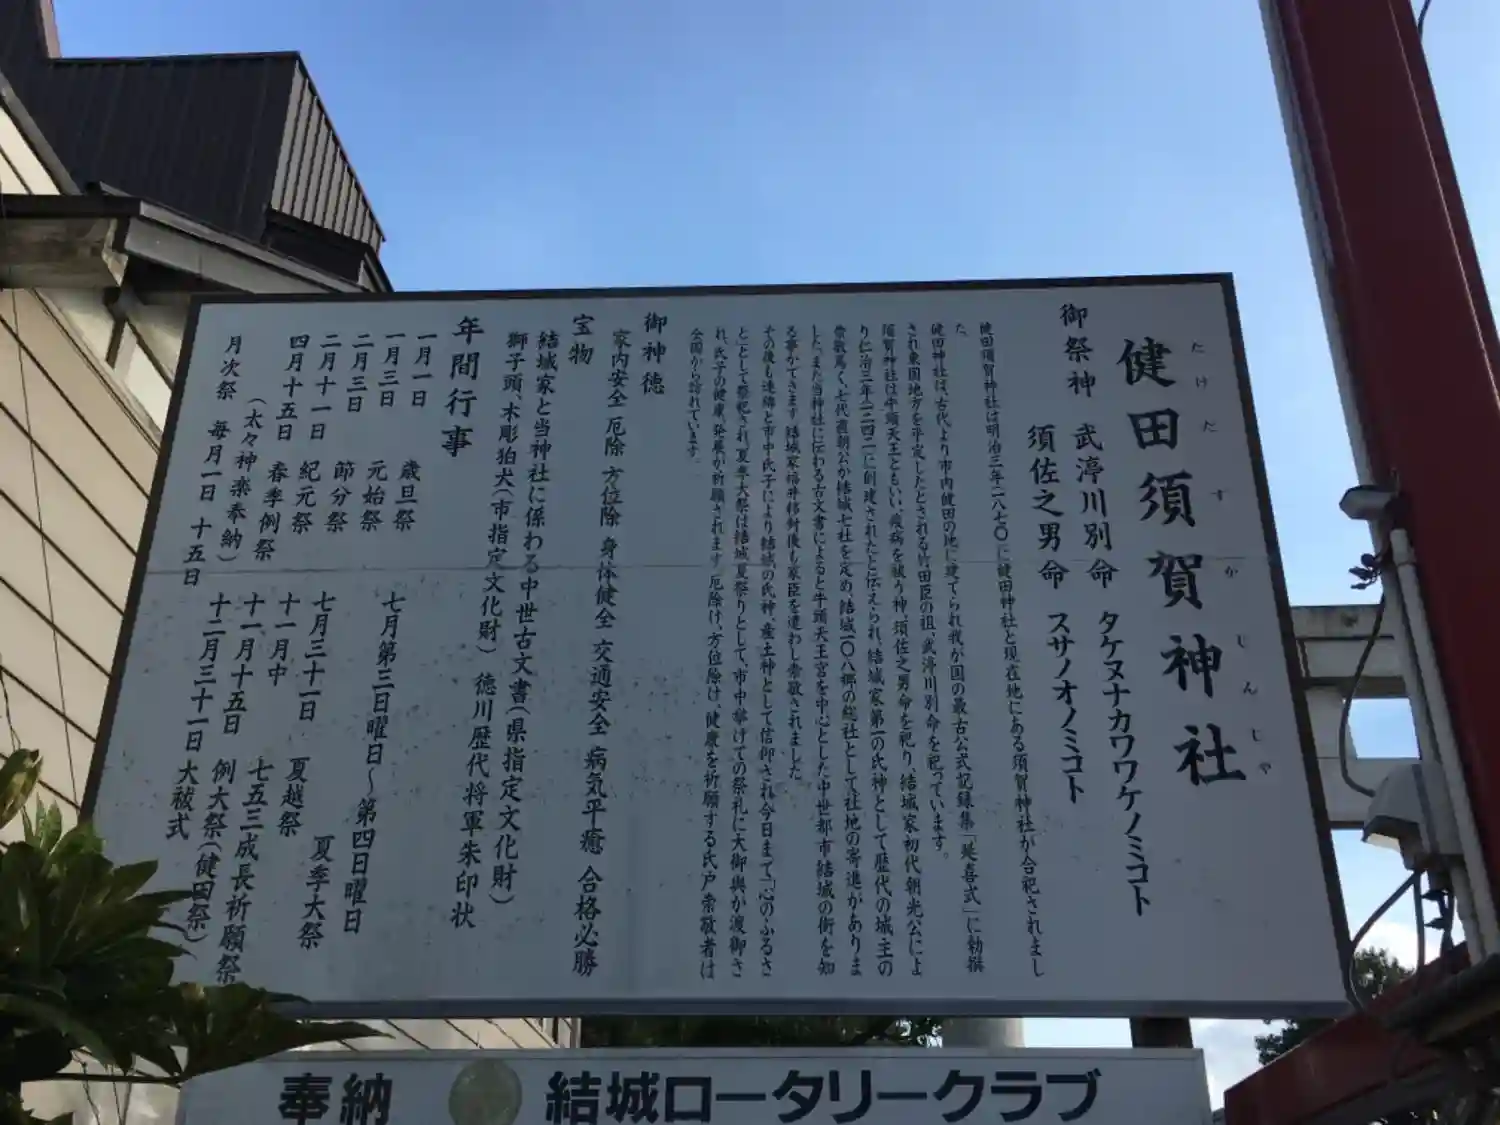 健田須賀神社
たけたすかじんじゃ
御祭神 武渟川別命 タケヌナカワワケノミコト
須佐之男命 スサノオノミコト
健田須賀神社は明治三年(一八七〇)に健田神社と現在地にある須賀神社が合祀されまし
た。
健田神社は、古代より市内健田の地に建てられ我が国の最古公式記録集「延喜式」に勅撰
され東国地方を平定したとされる竹田臣の祖、武渟川別命を祀っています。
須賀神社は牛頭天王ともいい、疫病を祓う神、須佐之男命を祀り、結城家初代朝光公によ
り仁治三年(一二四二)に創建されたと伝えられ、結城家第一の氏神として歴代の城主の
崇敬篤く、七代直朝公が結城七社を定め、結城一〇八郷の総社として社地の寄進がありま
した。また当神社に伝わる古文書によると牛頭天王宮を中心とした中世都市結城の街を知
る事ができます。結城家福井移封後も家臣を遣わし崇敬されました。
その後も連綿と市中氏子により結城の氏神、産土神として信仰され今日まで「心のふるさ
と」として祭祀され、夏季大祭は結城夏祭りとして、市中挙げての祭礼に大御輿が渡御さ
れ、氏子の健康、発展が祈願されます。厄除け、方位除け、健康を祈願する氏戸崇敬者は
全国から訪れています。
御神徳
家内安全 厄除 方位除 身体健全 交通安全 病気平癒 合格必勝
宝物
結城家と当神社に係わる中世古文書(県指定文化財)
獅子頭、木彫狛犬(市指定文化財) 徳川歴代将軍朱印状
年間行事
一月一日 歳旦祭
一月三日 元始祭
二月三日 節分祭
二月十一日 紀元祭
四月十五日 春季例祭
(太々神楽奉納)
月次祭 毎月一日 十五日
七月第三日曜日〜第四日曜日
夏季大祭
七月三十一日 夏越祭
十一月中 七五三成長祈願祭
十一月十五日 例大祭(健田祭)
十二月三十一日 大祓式
奉納 結城ロータリークラブ